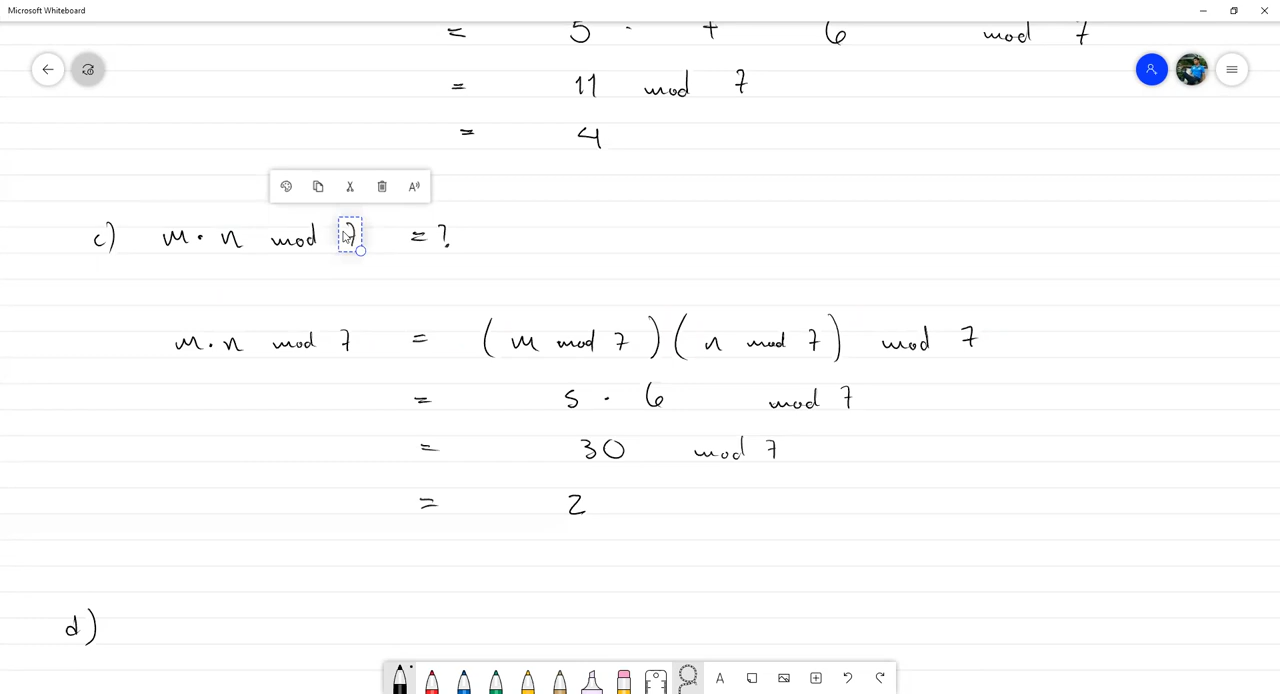 Microsoft Whiteboard
= 5 + 6 mod 7
= 11 mod 7
= 4
c) m · n mod 7 = ?
m · n mod 7 = ( m mod 7 ) ( n mod 7 ) mod 7
= 5 · 6 mod 7
= 30 mod 7
= 2
d)